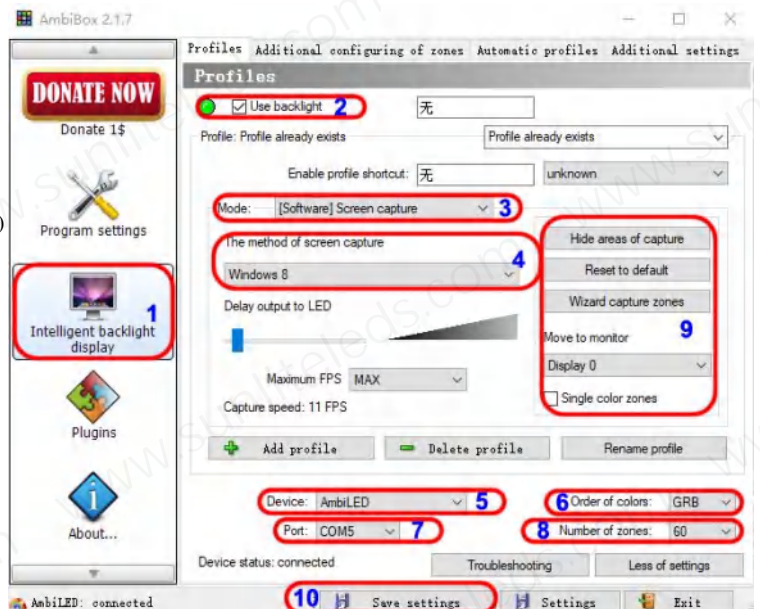 AmbiBox 2.1.7
Profiles Additional configuring of zones Automatic profiles Additional settings
Profiles
DONATE NOW
Donate 1$
Program settings
)
1
Intelligent backlight
display
Plugins
About...
Use backlight 2 无
Profile: Profile already exists Profile already exists
Enable profile shortcut: 无 unknown
Mode: [Software] Screen capture 3
The method of screen capture
4
Windows 8
Delay output to LED
Maximum FPS MAX
Capture speed: 11 FPS
Hide areas of capture
Reset to default
Wizard capture zones
Move to monitor 9
Display 0
Single color zones
Add profile Delete profile Rename profile
Device: AmbiLED 5 6 Order of colors: GRB
Port: COM5 7 8 Number of zones: 60
Device status: connected Troubleshooting Less of settings
AmbiLED: connected 10 Save settings Settings Exit
www.sunliteleds.com